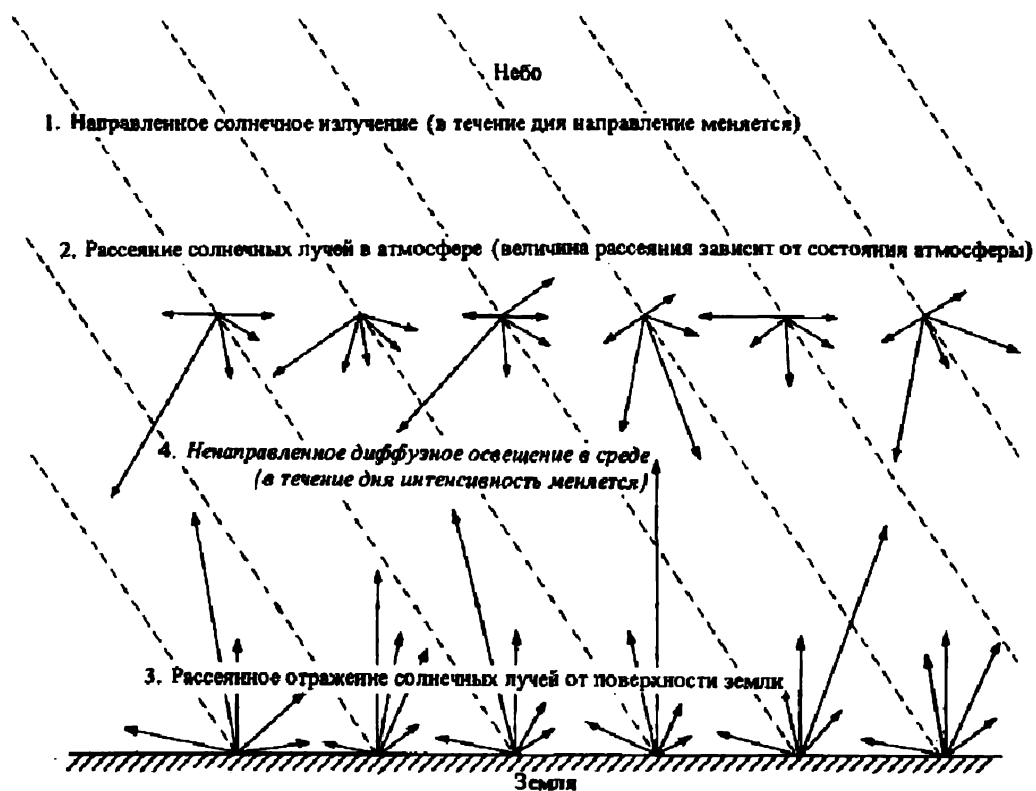 Небо
1. Направленное солнечное излучение (в течение дня направление меняется)
2. Рассеяние солнечных лучей в атмосфере (величина рассеяния зависит от состояния атмосферы)
4. Ненаправленное диффузное освещение в среде
(в течение дня интенсивность меняется)
3. Рассеянное отражение солнечных лучей от поверхности земли
Земля